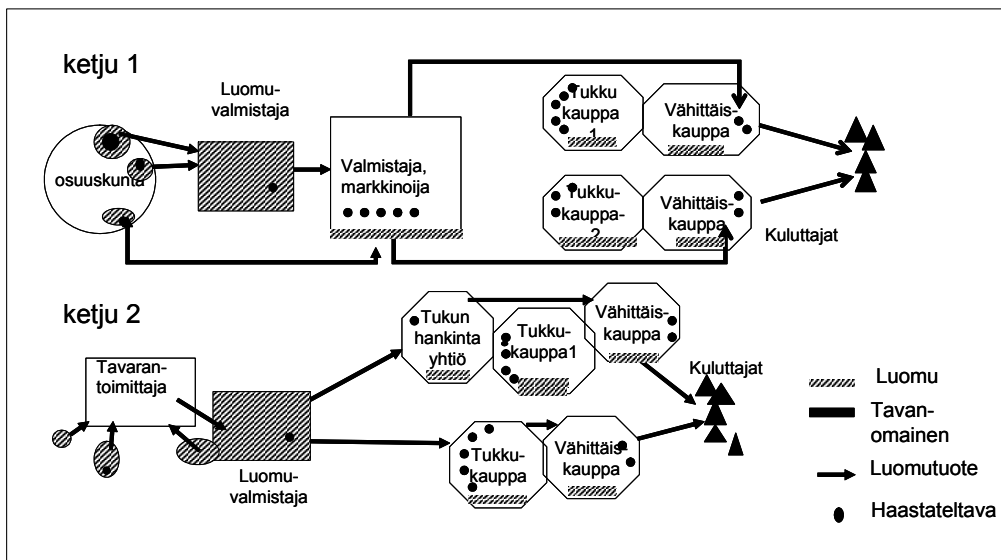 ketju 1
Luomu-
valmistaja
osuuskunta
Valmistaja,
markkinoija
Tukku
kauppa
1
Vähittäis-
kauppa
Tukku-
kauppa-
2
Vähittäis-
kauppa
Kuluttajat
ketju 2
Tavaran-
toimittaja
Luomu-
valmistaja
Tukun
hankinta
yhtiö
Tukku-
kauppa1
Vähittäis-
kauppa
Tukku-
kauppa
Vähittäis-
kauppa
Kuluttajat
Luomu
Tavan-
omainen
Luomutuote
Haastateltava